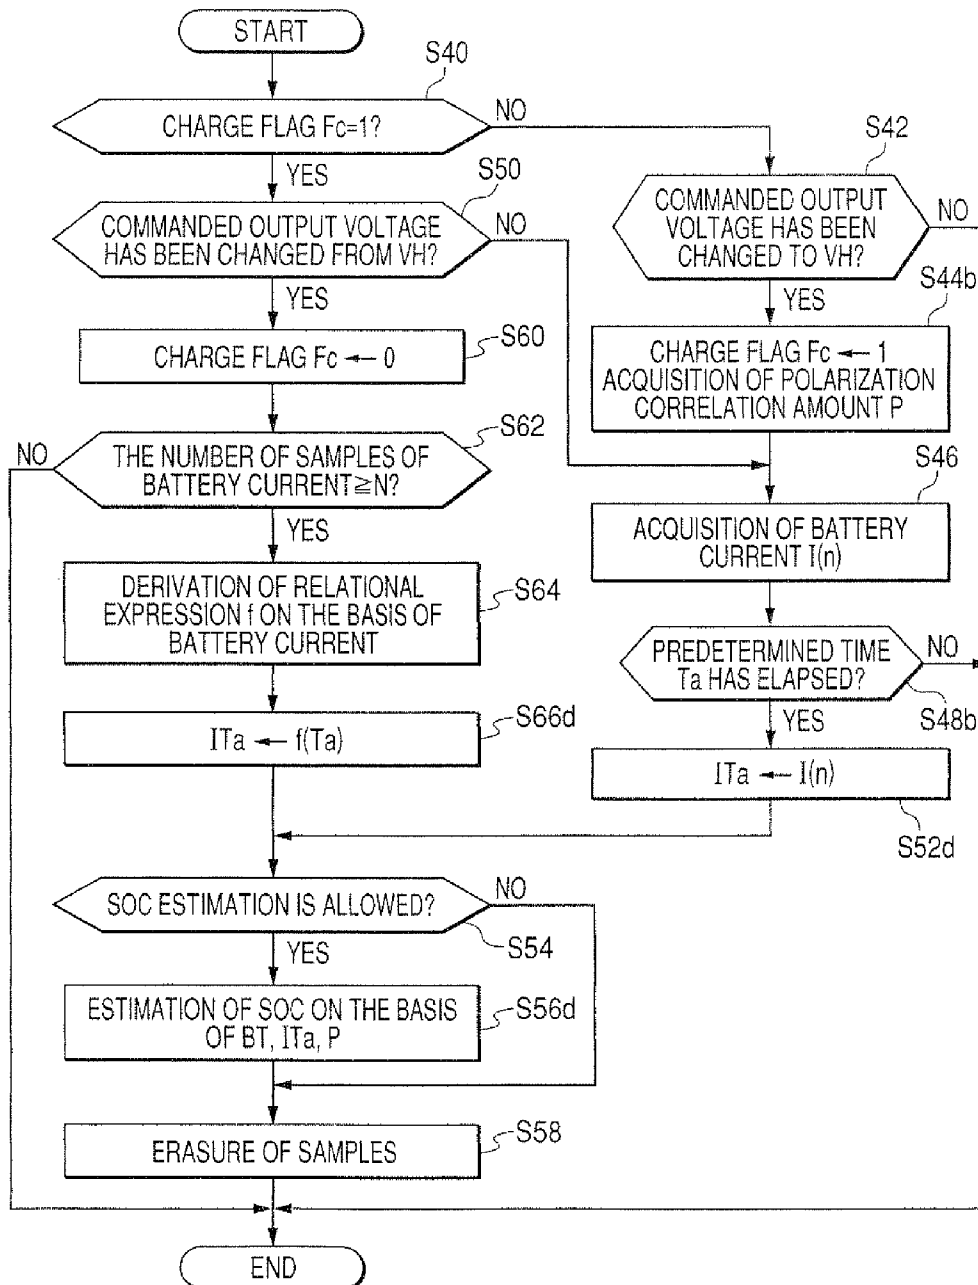 START
S40
CHARGE FLAG Fc=1?
NO
YES
S42
COMMANDED OUTPUT
VOLTAGE HAS BEEN
CHANGED TO VH?
NO
YES
S50
COMMANDED OUTPUT VOLTAGE
HAS BEEN CHANGED FROM VH?
NO
YES
S44b
CHARGE FLAG Fc ← 1
ACQUISITION OF POLARIZATION
CORRELATION AMOUNT P
S60
CHARGE FLAG Fc ← 0
S62
NO
THE NUMBER OF SAMPLES OF
BATTERY CURRENT≧N?
YES
S46
ACQUISITION OF BATTERY
CURRENT I(n)
S64
DERIVATION OF RELATIONAL
EXPRESSION f ON THE BASIS OF
BATTERY CURRENT
PREDETERMINED TIME
Ta HAS ELAPSED?
NO
S48b
YES
S66d
ITa ← f(Ta)
ITa ← I(n)
S52d
SOC ESTIMATION IS ALLOWED?
NO
S54
YES
ESTIMATION OF SOC ON THE BASIS
OF BT, ITa, P
S56d
ERASURE OF SAMPLES
S58
END